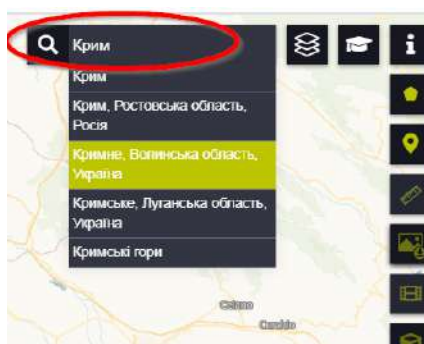 Крим
Крим
Крим, Ростовська область,
Росія
Кримне, Волинська область,
Україна
Кримське, Луганська область,
Україна
Кримські гори